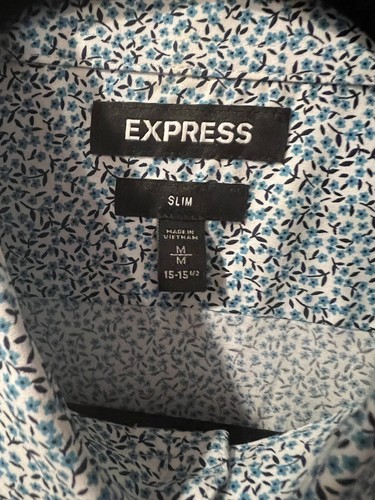 EXPRESS
SLIM
MADE IN
VIETNAM
M
M
15-15 1/2